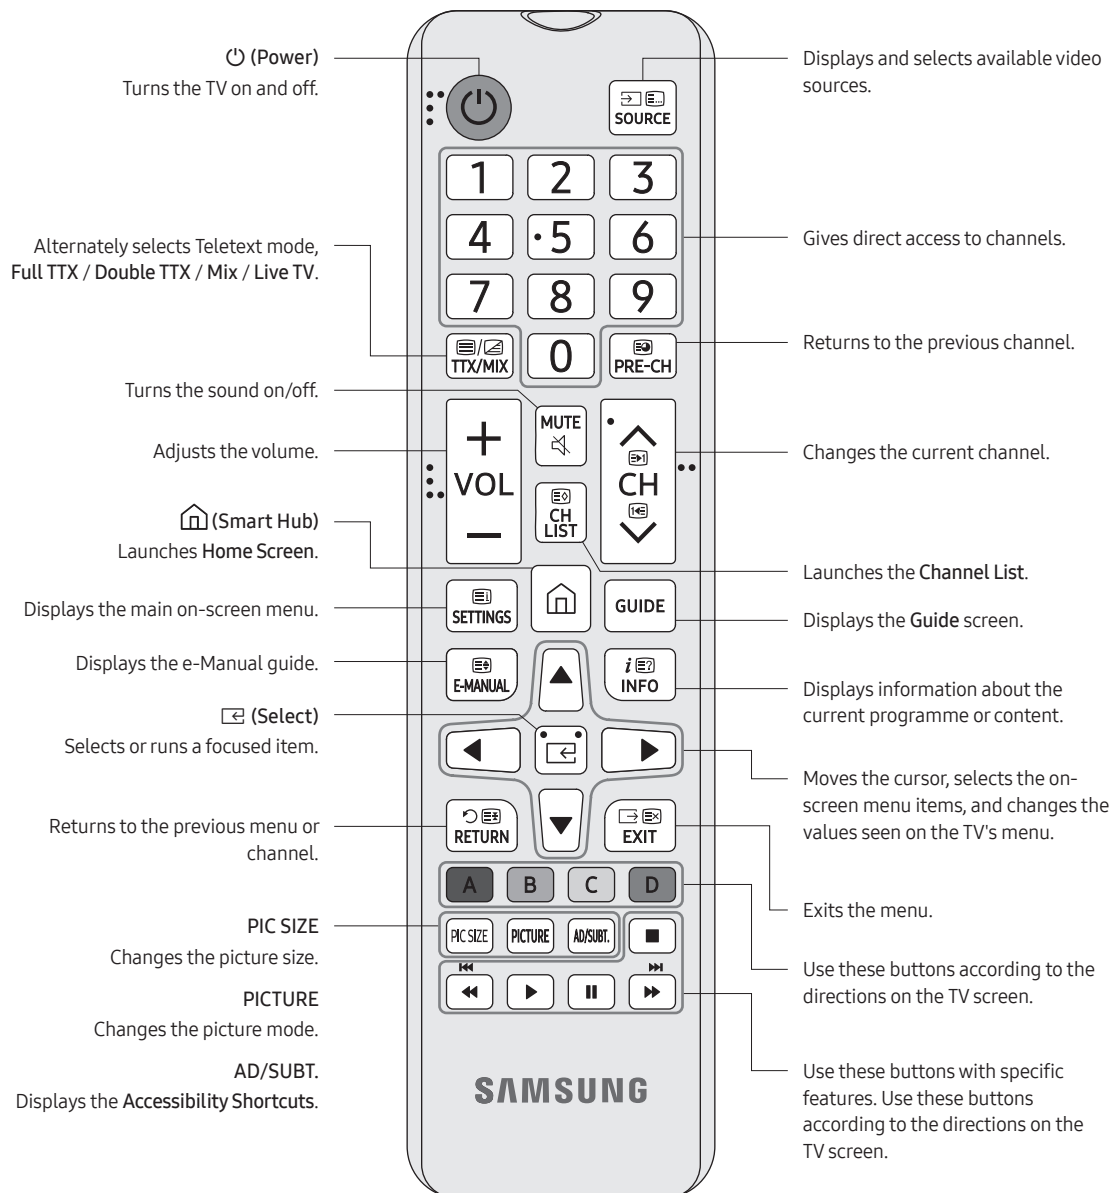 (Power)
Turns the TV on and off.
Alternately selects Teletext mode,
Full TTX / Double TTX / Mix / Live TV.
Turns the sound on/off.
Adjusts the volume.
(Smart Hub)
Launches Home Screen.
Displays the main on-screen menu.
Displays the e-Manual guide.
(Select)
Selects or runs a focused item.
Returns to the previous menu or
channel.
PIC SIZE
Changes the picture size.
PICTURE
Changes the picture mode.
AD/SUBT.
Displays the Accessibility Shortcuts.
SOURCE
1 2 3
4 5 6
7 8 9
TTX/MIX 0 PRE-CH
MUTE
VOL
CH
CH
LIST
SETTINGS
GUIDE
E-MANUAL
i ? INFO
RETURN
EXIT
A B C D
PIC SIZE PICTURE AD/SUBT.
SAMSUNG
Displays and selects available video
sources.
Gives direct access to channels.
Returns to the previous channel.
Changes the current channel.
Launches the Channel List.
Displays the Guide screen.
Displays information about the
current programme or content.
Moves the cursor, selects the on-
screen menu items, and changes the
values seen on the TV's menu.
Exits the menu.
Use these buttons according to the
directions on the TV screen.
Use these buttons with specific
features. Use these buttons
according to the directions on the
TV screen.